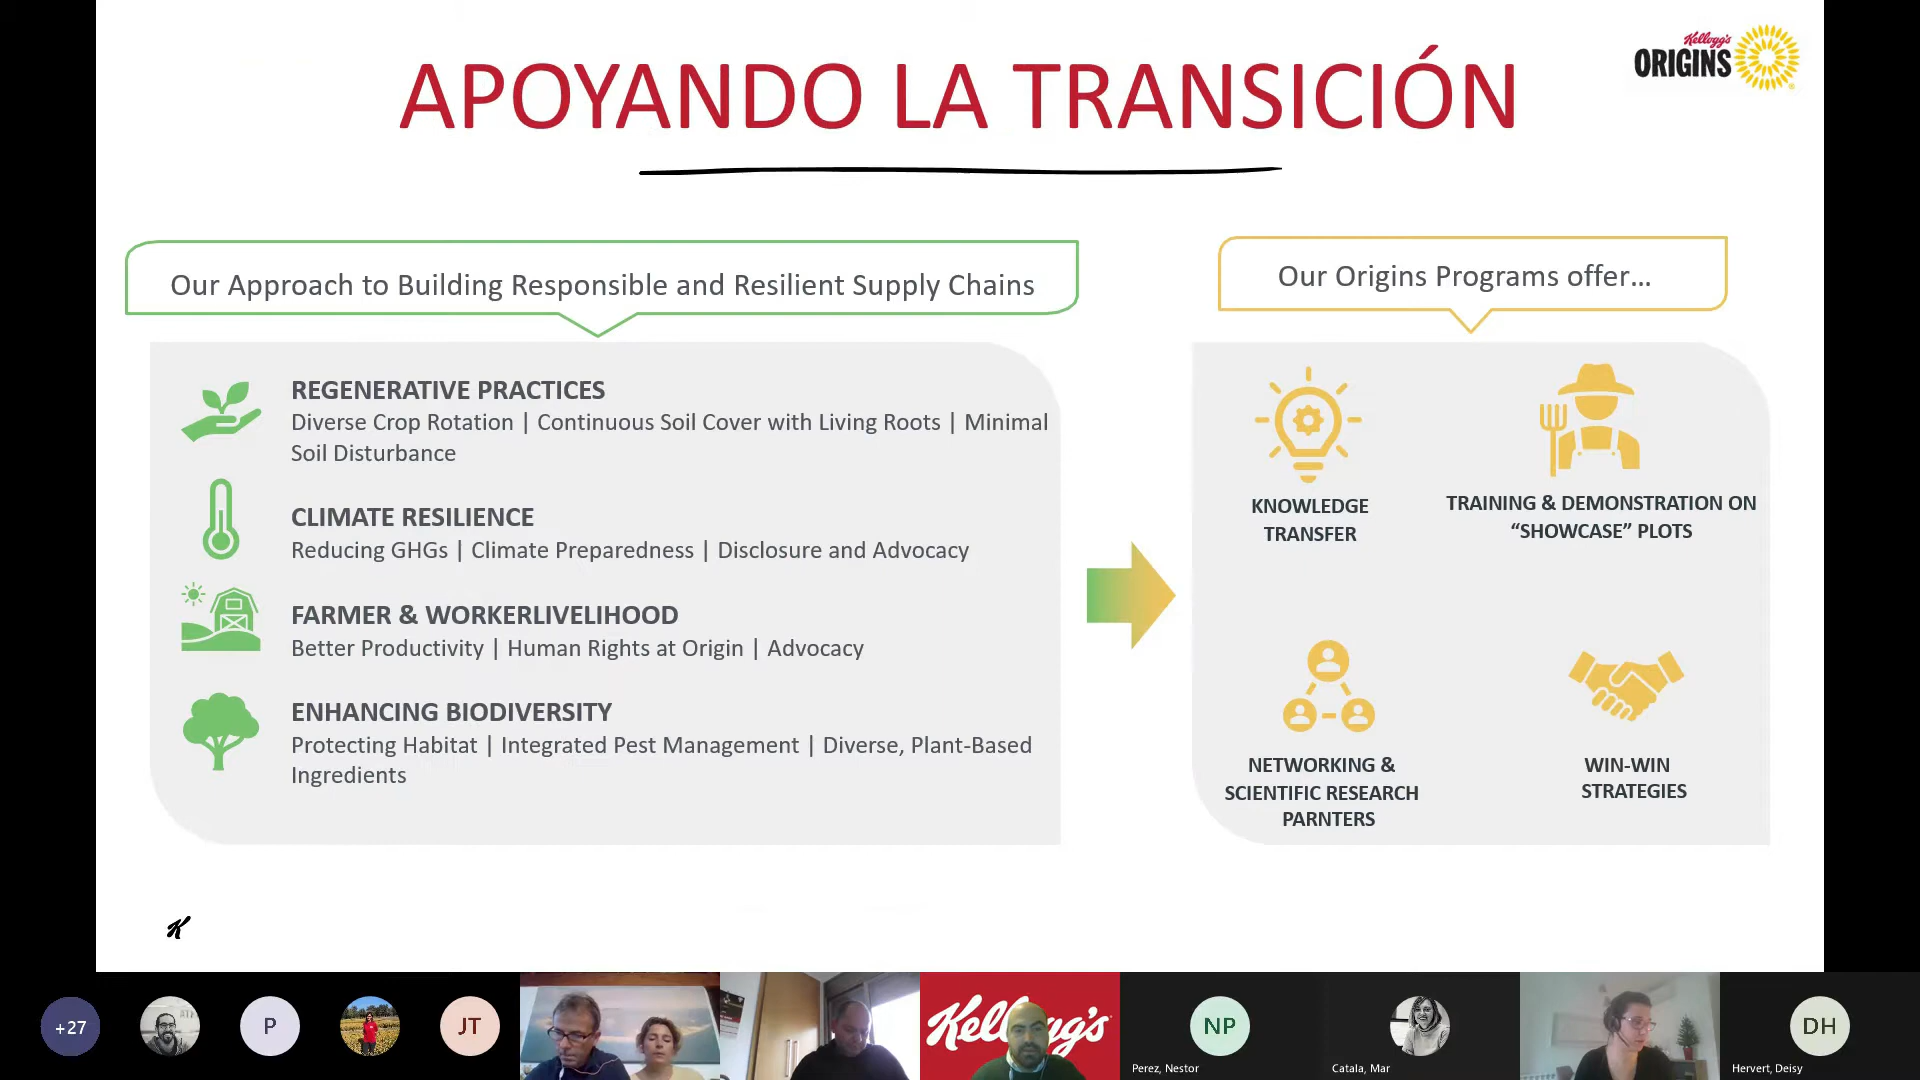 APOYANDO LA TRANSICIÓN
Kellogg's
ORIGINS
Our Approach to Building Responsible and Resilient Supply Chains
REGENERATIVE PRACTICES
Diverse Crop Rotation | Continuous Soil Cover with Living Roots | Minimal
Soil Disturbance
CLIMATE RESILIENCE
Reducing GHGs | Climate Preparedness | Disclosure and Advocacy
FARMER & WORKERLIVELIHOOD
Better Productivity | Human Rights at Origin | Advocacy
ENHANCING BIODIVERSITY
Protecting Habitat | Integrated Pest Management | Diverse, Plant-Based
Ingredients
Our Origins Programs offer...
KNOWLEDGE
TRANSFER
TRAINING & DEMONSTRATION ON
“SHOWCASE” PLOTS
NETWORKING &
SCIENTIFIC RESEARCH
PARNTERS
WIN-WIN
STRATEGIES
K
+27
P
JT
Kellogg's
NP
Perez, Nestor
Catala, Mar
DH
Hervert, Deisy